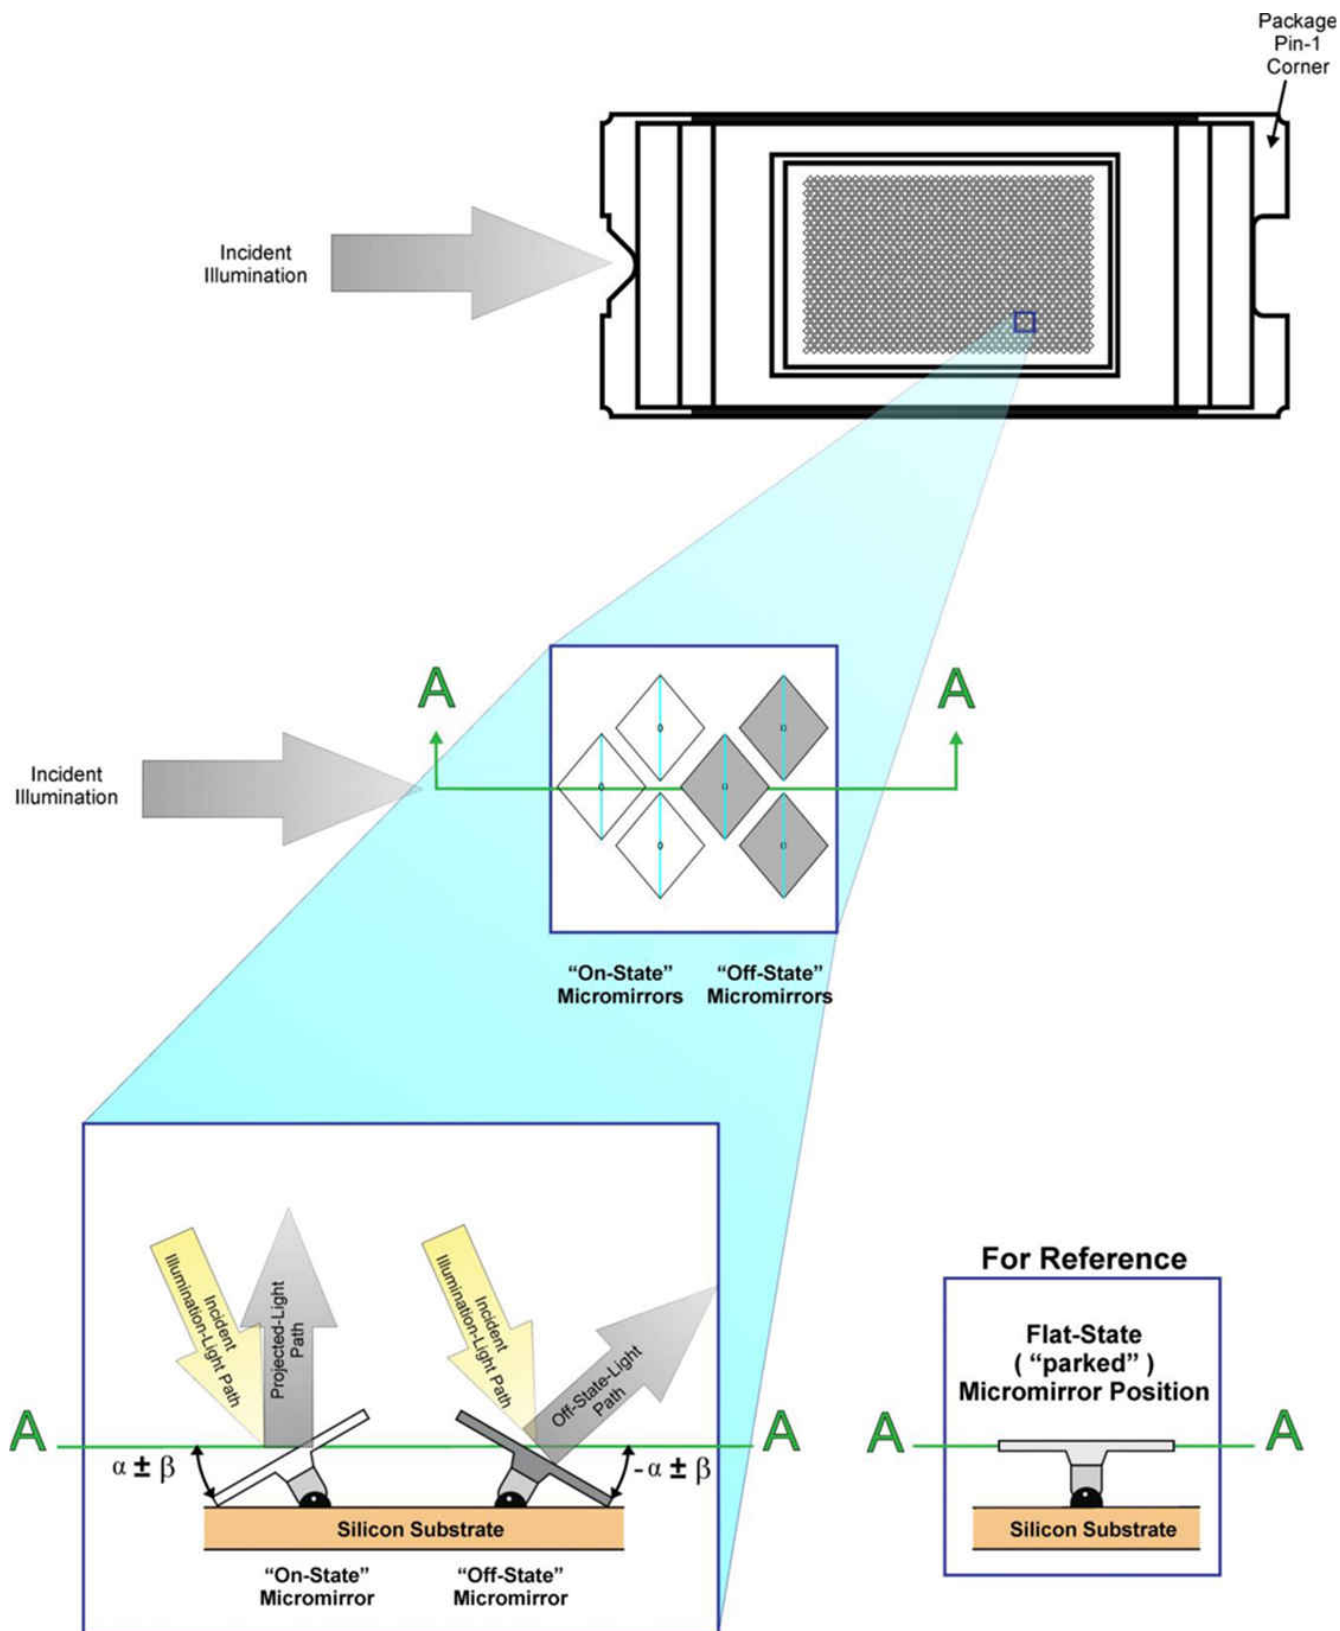 Package
Pin-1
Corner
Incident
Illumination
A
A
Incident
Illumination
"On-State"
Micromirrors
"Off-State"
Micromirrors
Incident
Illumination-Light Path
Projected-Light
Path
Incident
Illumination-Light Path
Off-State-Light
Path
A
A
α ± β
-α ± β
Silicon Substrate
"On-State"
Micromirror
"Off-State"
Micromirror
For Reference
Flat-State
( "parked" )
Micromirror Position
A
A
Silicon Substrate